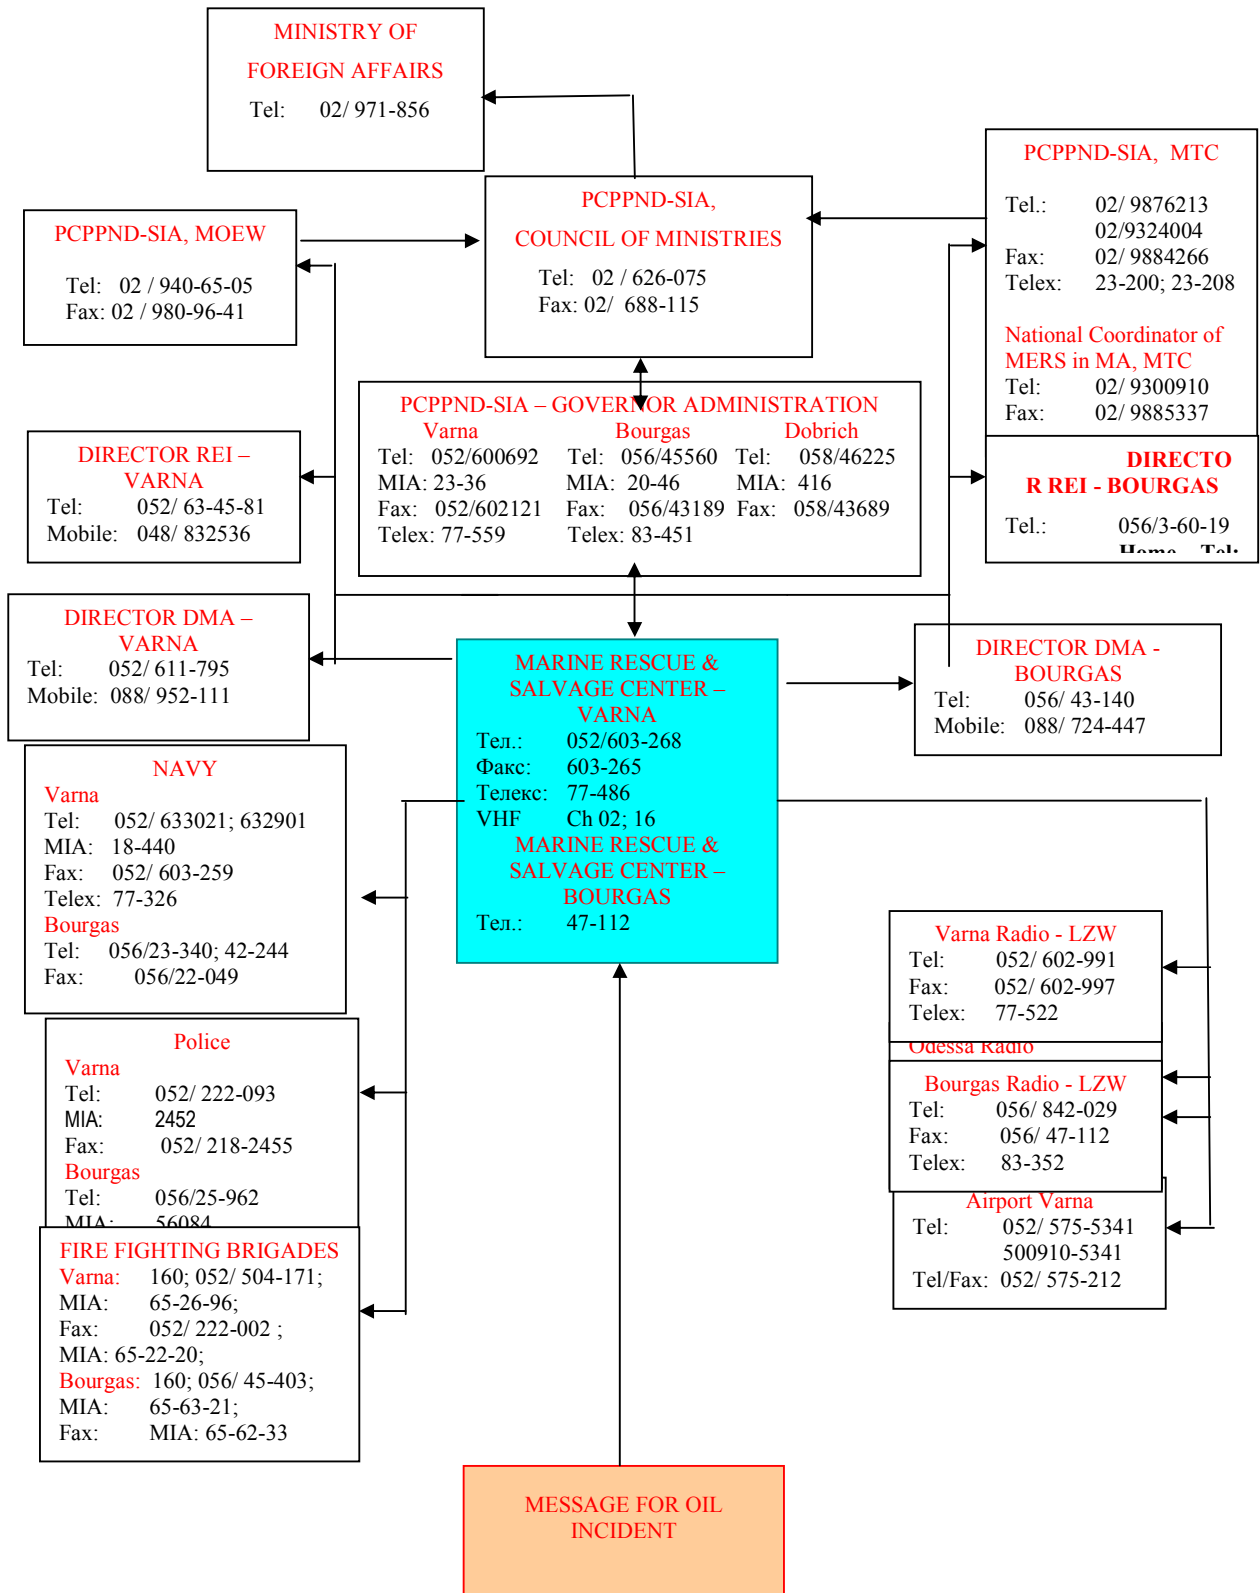 MINISTRY OF
FOREIGN AFFAIRS
Tel: 02/ 971-856
PCPPND-SIA, MTC
Tel.: 02/ 9876213
02/9324004
Fax: 02/ 9884266
Telex: 23-200; 23-208
National Coordinator of
MERS in MA, MTC
Tel: 02/ 9300910
Fax: 02/ 9885337
PCPPND-SIA,
COUNCIL OF MINISTRIES
Tel: 02 / 626-075
Fax: 02/ 688-115
PCPPND-SIA, MOEW
Tel: 02 / 940-65-05
Fax: 02 / 980-96-41
PCPPND-SIA – GOVERNOR ADMINISTRATION
Varna Bourgas Dobrich
Tel: 052/600692 Tel: 056/45560 Tel: 058/46225
MIA: 23-36 MIA: 20-46 MIA: 416
Fax: 052/602121 Fax: 056/43189 Fax: 058/43689
Telex: 77-559 Telex: 83-451
DIRECTOR REI –
VARNA
Tel: 052/ 63-45-81
Mobile: 048/ 832536
DIRECTO
R REI - BOURGAS
Tel.: 056/3-60-19
Home Tel:
DIRECTOR DMA –
VARNA
Tel: 052/ 611-795
Mobile: 088/ 952-111
MARINE RESCUE &
SALVAGE CENTER –
VARNA
Тел.: 052/603-268
Факс: 603-265
Телекс: 77-486
VHF Ch 02; 16
MARINE RESCUE &
SALVAGE CENTER –
BOURGAS
Тел.: 47-112
DIRECTOR DMA -
BOURGAS
Tel: 056/ 43-140
Mobile: 088/ 724-447
NAVY
Varna
Tel: 052/ 633021; 632901
MIA: 18-440
Fax: 052/ 603-259
Telex: 77-326
Bourgas
Tel: 056/23-340; 42-244
Fax: 056/22-049
Police
Varna
Tel: 052/ 222-093
MIA: 2452
Fax: 052/ 218-2455
Bourgas
Tel: 056/25-962
MIA: 56084
FIRE FIGHTING BRIGADES
Varna: 160; 052/ 504-171;
MIA: 65-26-96;
Fax: 052/ 222-002 ;
MIA: 65-22-20;
Bourgas: 160; 056/ 45-403;
MIA: 65-63-21;
Fax: MIA: 65-62-33
Varna Radio - LZW
Tel: 052/ 602-991
Fax: 052/ 602-997
Telex: 77-522
Odessa Radio
Bourgas Radio - LZW
Tel: 056/ 842-029
Fax: 056/ 47-112
Telex: 83-352
Airport Varna
Tel: 052/ 575-5341
500910-5341
Tel/Fax: 052/ 575-212
MESSAGE FOR OIL
INCIDENT